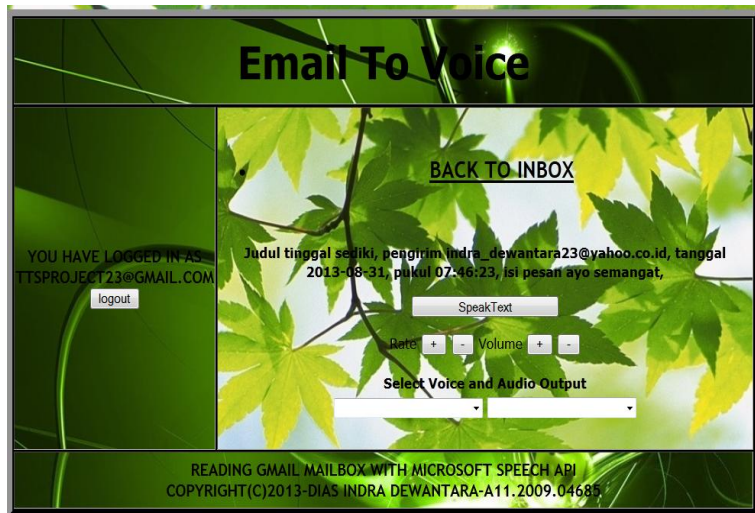 Email To Voice
BACK TO INBOX
YOU HAVE LOGGED IN AS
TTSPROJECT23@GMAIL.COM
logout
Judul tinggal sediki, pengirim indra_dewantara23@yahoo.co.id, tanggal
2013-08-31, pukul 07:46:23, isi pesan ayo semangat,
SpeakText
Rate + - Volume + -
Select Voice and Audio Output
READING GMAIL MAILBOX WITH MICROSOFT SPEECH API
COPYRIGHT(C)2013-DIAS INDRA DEWANTARA-A11.2009.04685